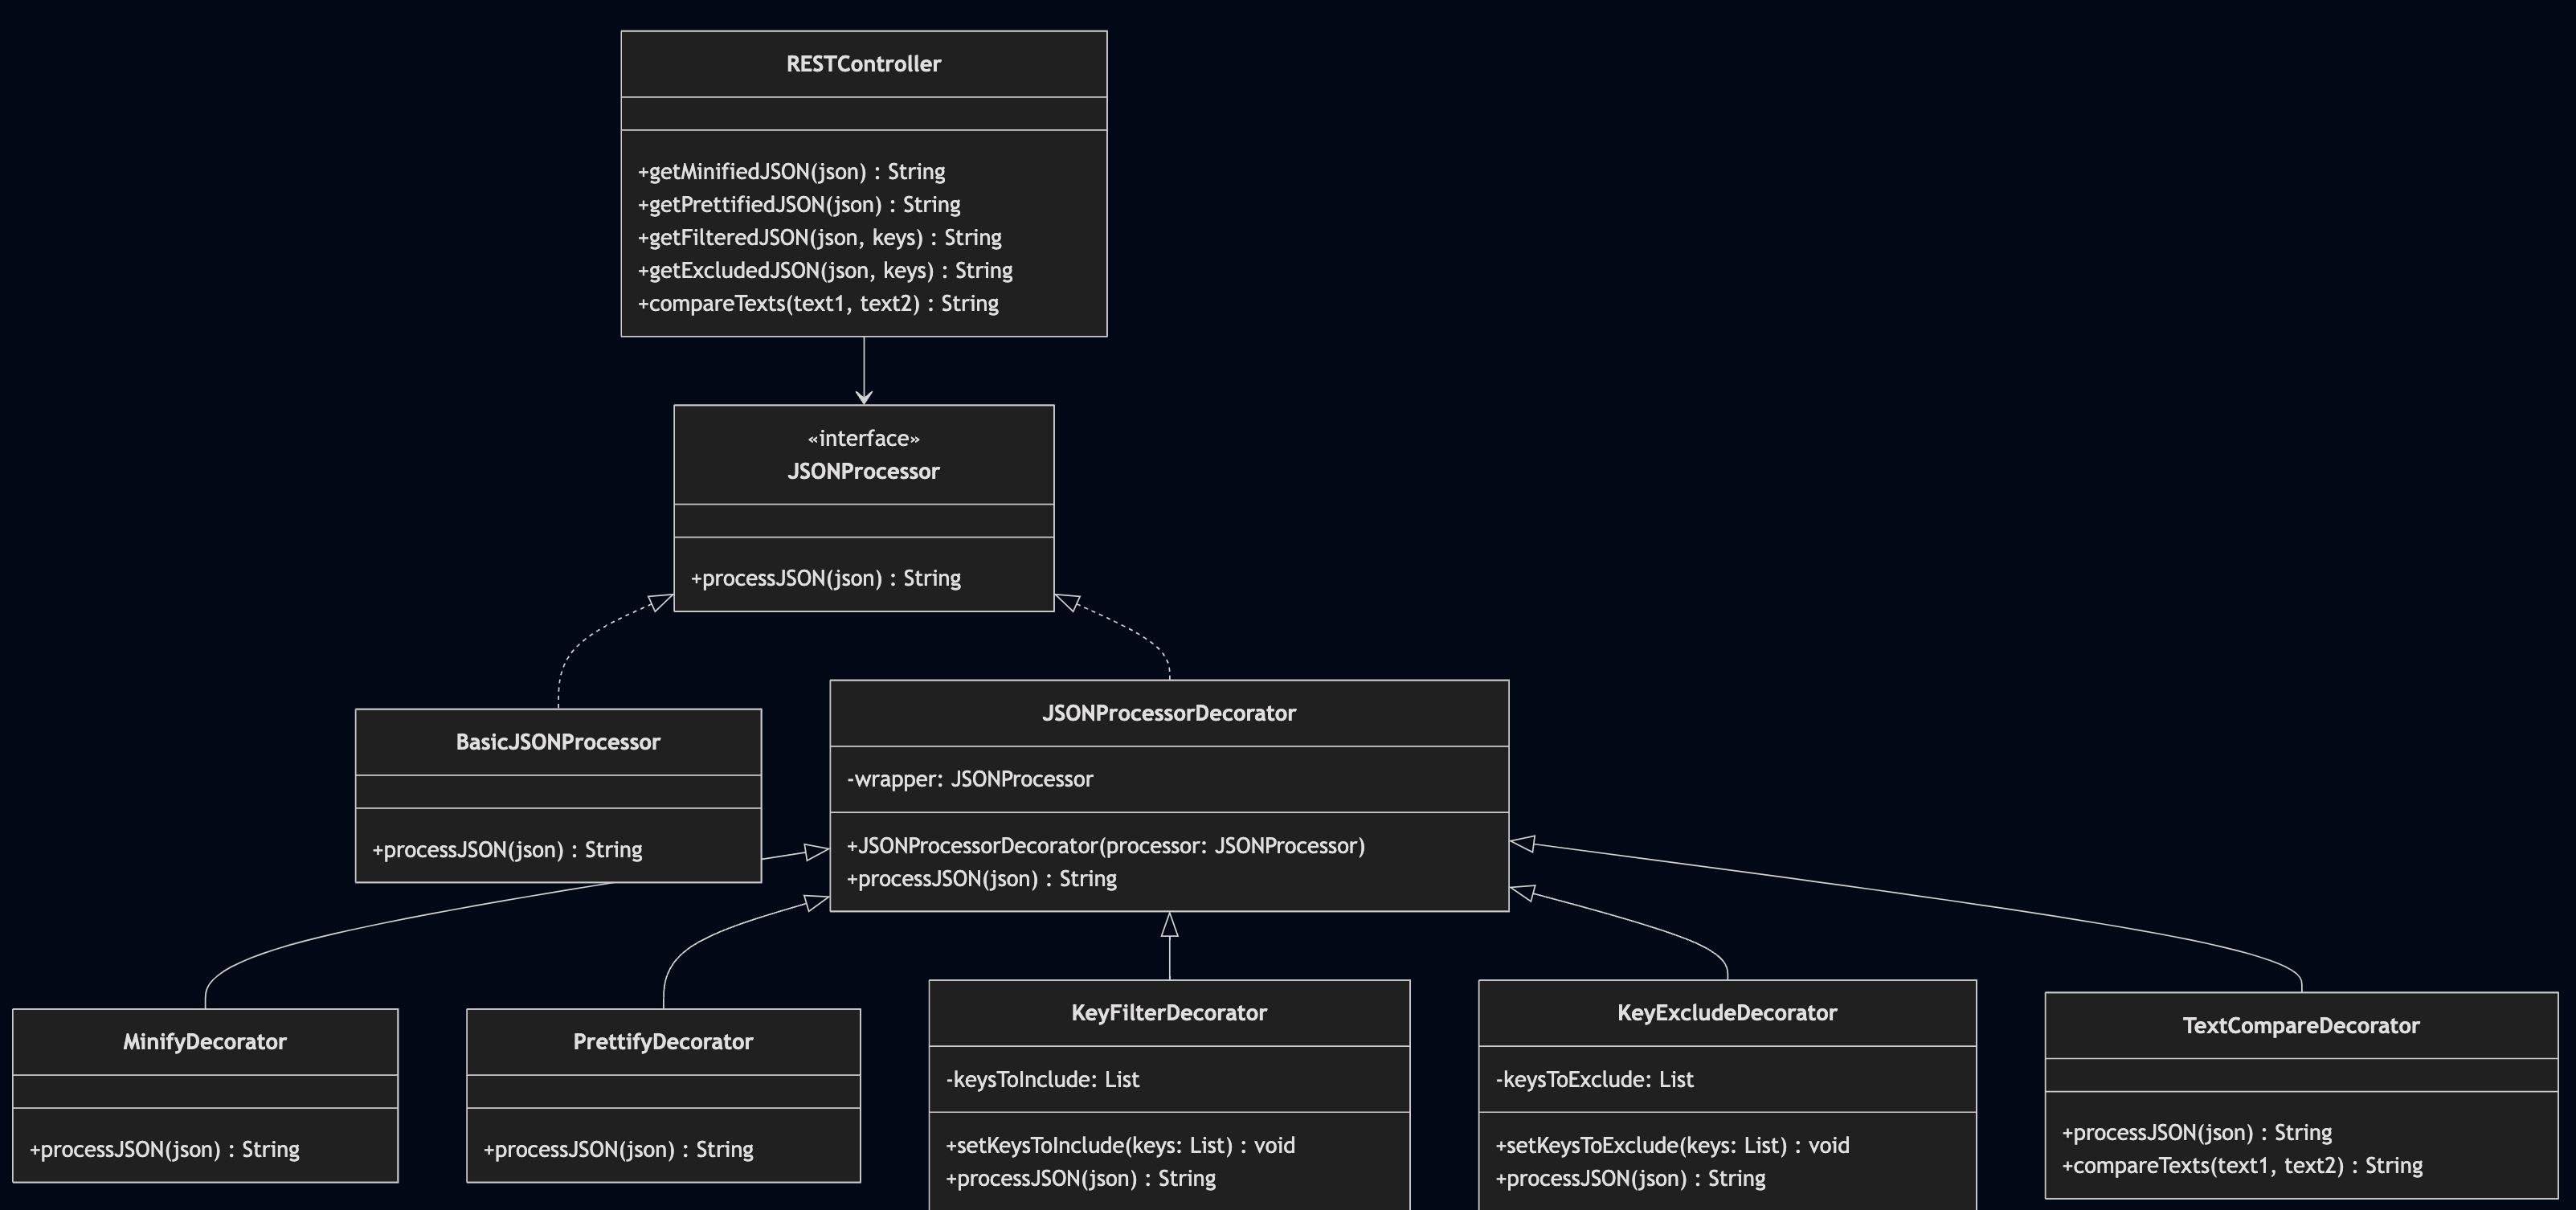 RESTController
+getMinifiedJSON(json) : String
+getPrettifiedJSON(json) : String
+getFilteredJSON(json, keys) : String
+getExcludedJSON(json, keys) : String
+compareTexts(text1, text2) : String
«interface»
JSONProcessor
+processJSON(json) : String
BasicJSONProcessor
+processJSON(json) : String
JSONProcessorDecorator
-wrapper: JSONProcessor
+JSONProcessorDecorator(processor: JSONProcessor)
+processJSON(json) : String
MinifyDecorator
+processJSON(json) : String
PrettifyDecorator
+processJSON(json) : String
KeyFilterDecorator
-keysToInclude: List
+setKeysToInclude(keys: List) : void
+processJSON(json) : String
KeyExcludeDecorator
-keysToExclude: List
+setKeysToExclude(keys: List) : void
+processJSON(json) : String
TextCompareDecorator
+processJSON(json) : String
+compareTexts(text1, text2) : String